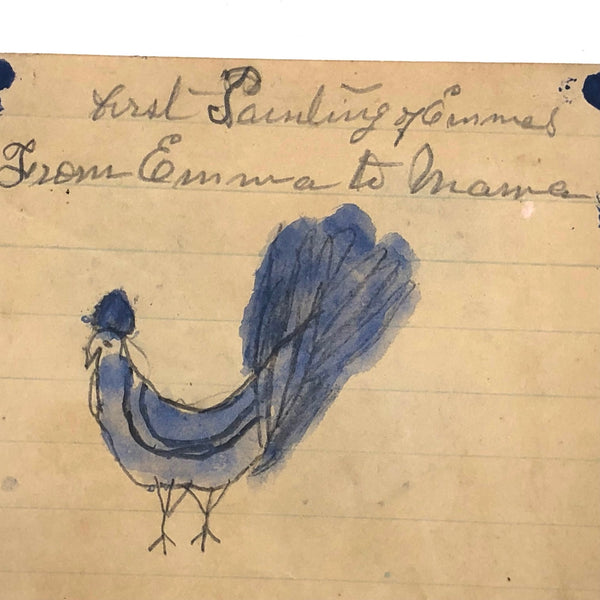 first Painting of Emmas
From Emma to Mama